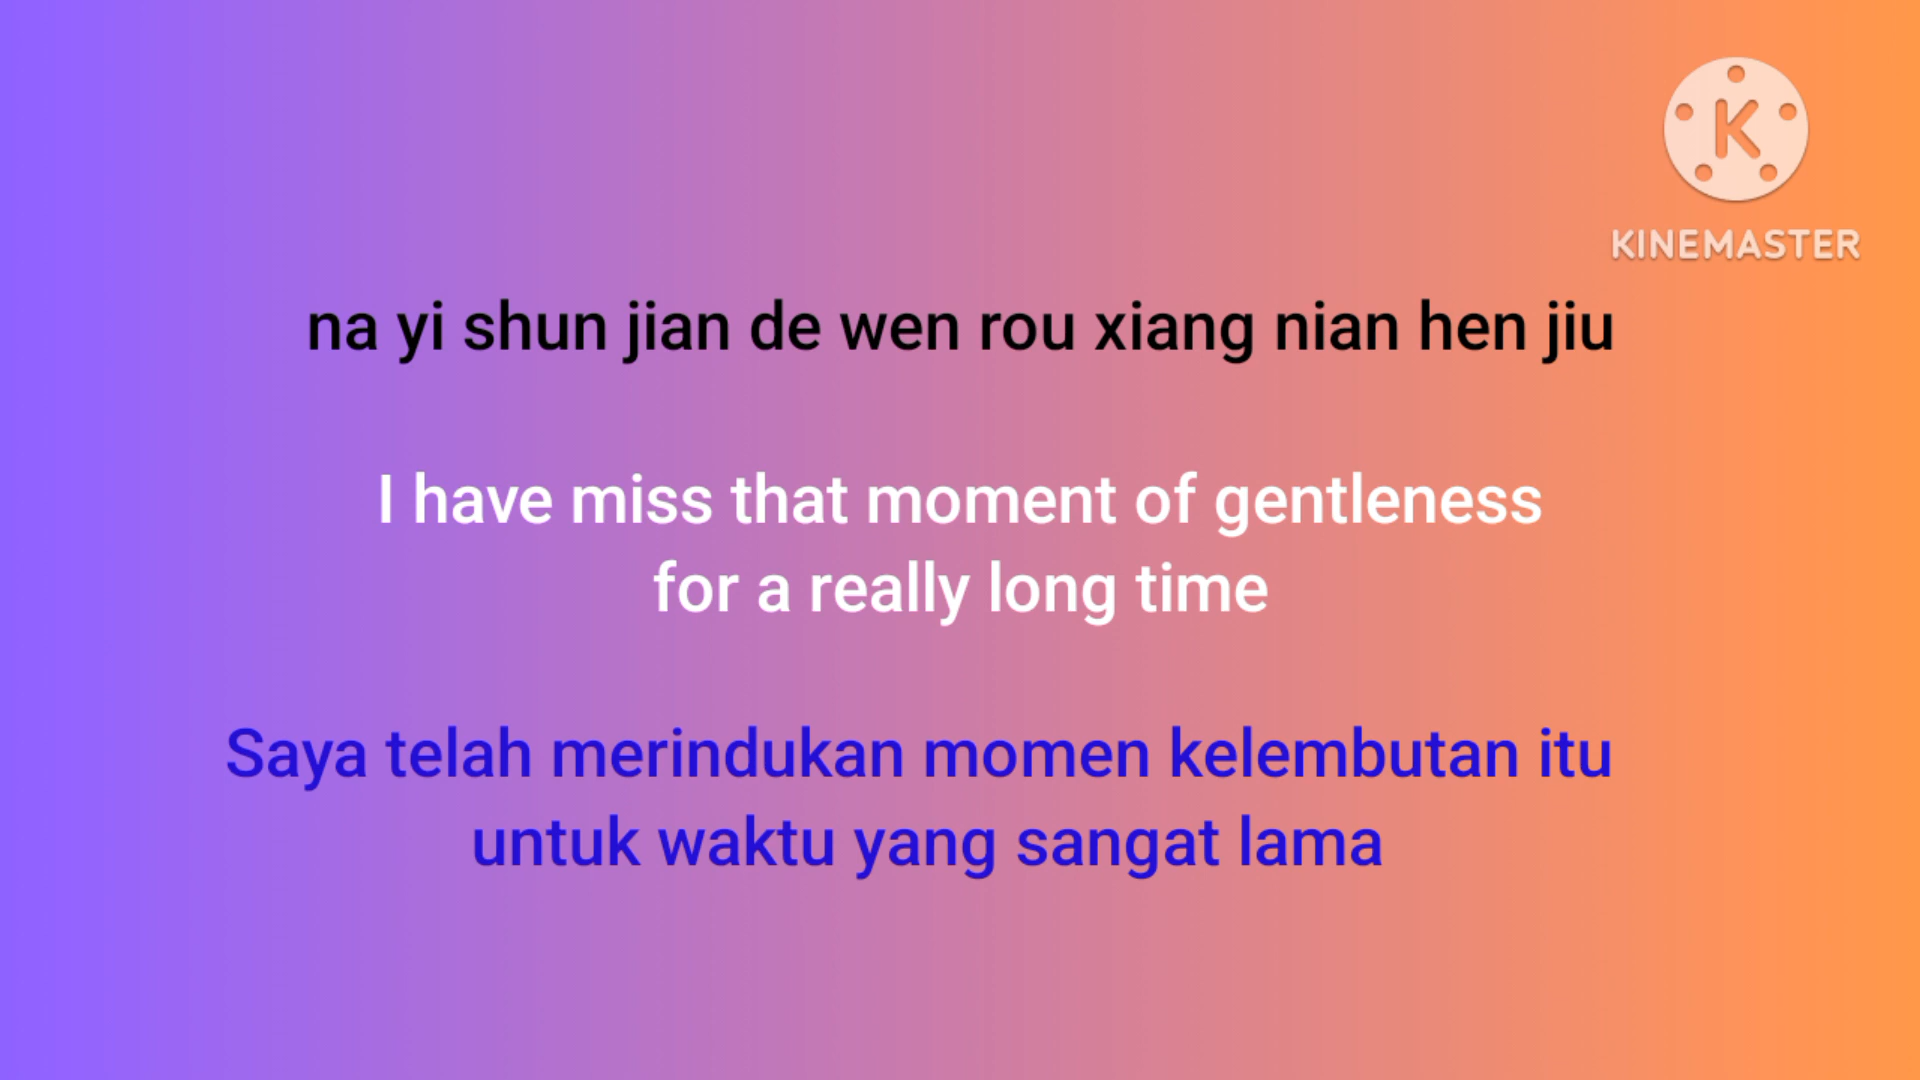 K
KINEMASTER
na yi shun jian de wen rou xiang nian hen jiu
I have miss that moment of gentleness
for a really long time
Saya telah merindukan momen kelembutan itu
untuk waktu yang sangat lama